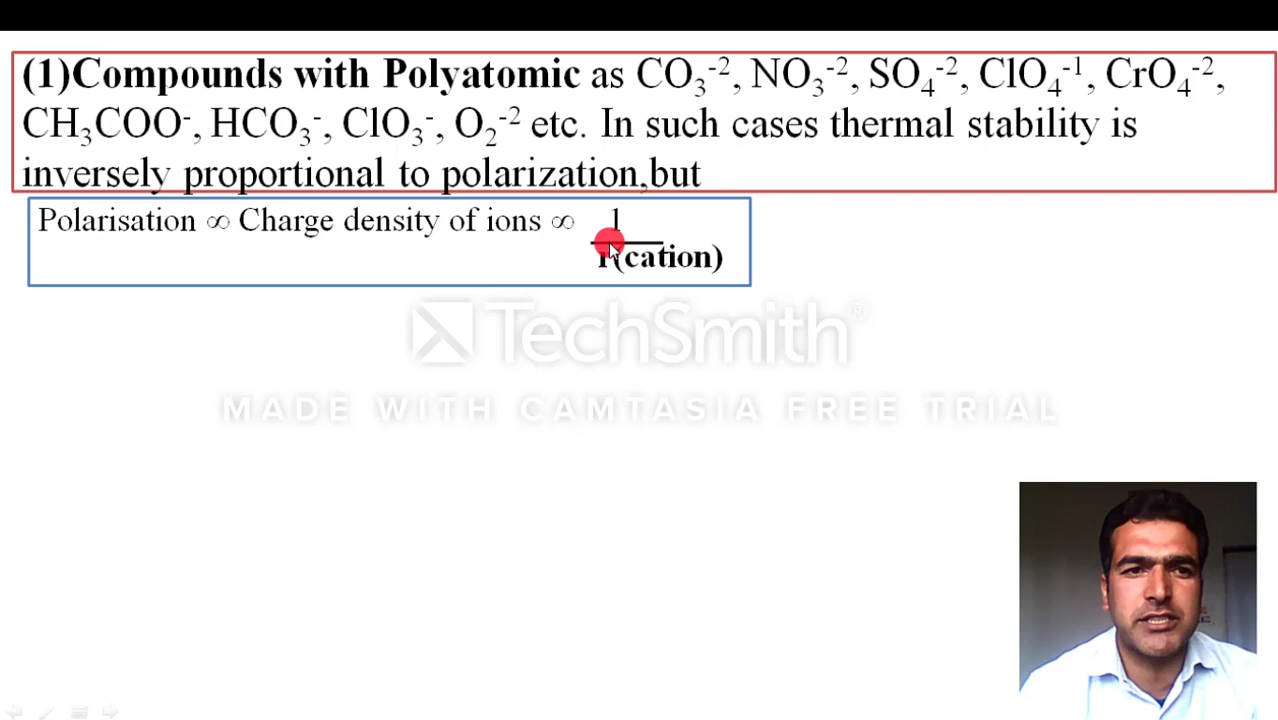 (1)Compounds with Polyatomic as CO₃⁻², NO₃⁻², SO₄⁻², ClO₄⁻¹, CrO₄⁻²,
CH₃COO⁻, HCO₃⁻, ClO₃⁻, O₂⁻² etc. In such cases thermal stability is
inversely proportional to polarization,but
Polarisation ∞ Charge density of ions ∞ 1
r(cation)
TechSmith®
MADE WITH CAMTASIA FREE TRIAL